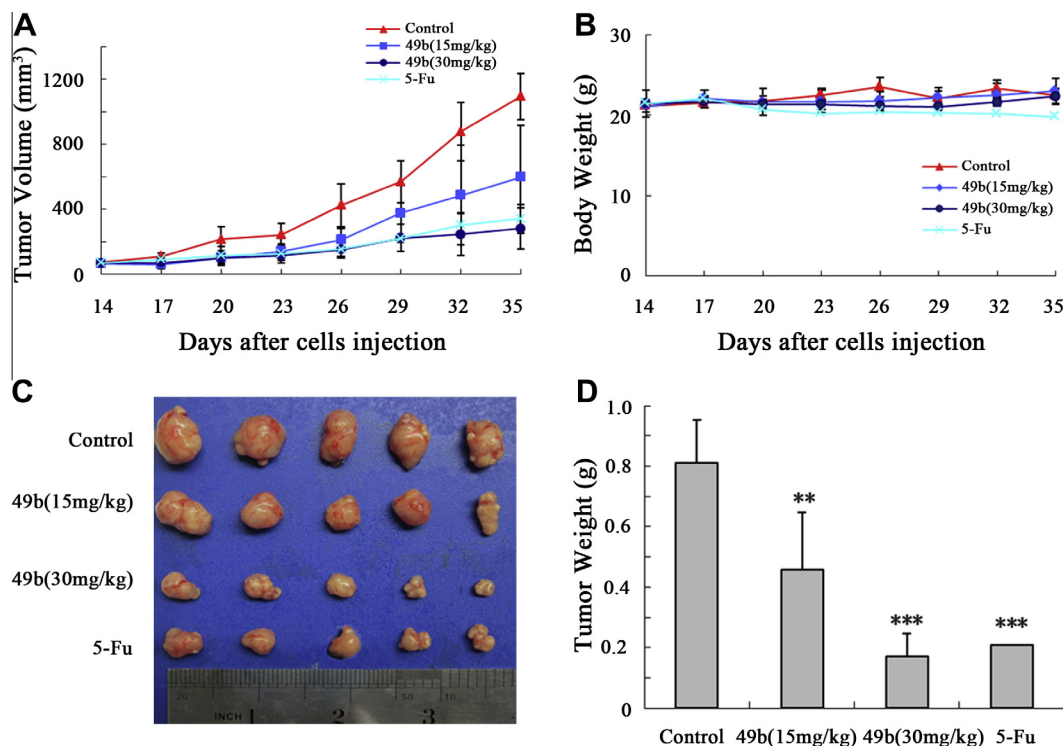 A
Control
49b(15mg/kg)
49b(30mg/kg)
5-Fu
Tumor Volume (mm³)
1200
800
400
0
14 17 20 23 26 29 32 35
Days after cells injection
B
Body Weight (g)
30
20
10
0
Control
49b(15mg/kg)
49b(30mg/kg)
5-Fu
14 17 20 23 26 29 32 35
Days after cells injection
C
Control
49b(15mg/kg)
49b(30mg/kg)
5-Fu
20 50 10
INCH 1 2 3
D
Tumor Weight (g)
1.0
0.8
0.6
0.4
0.2
0
**
***
***
Control 49b(15mg/kg) 49b(30mg/kg) 5-Fu